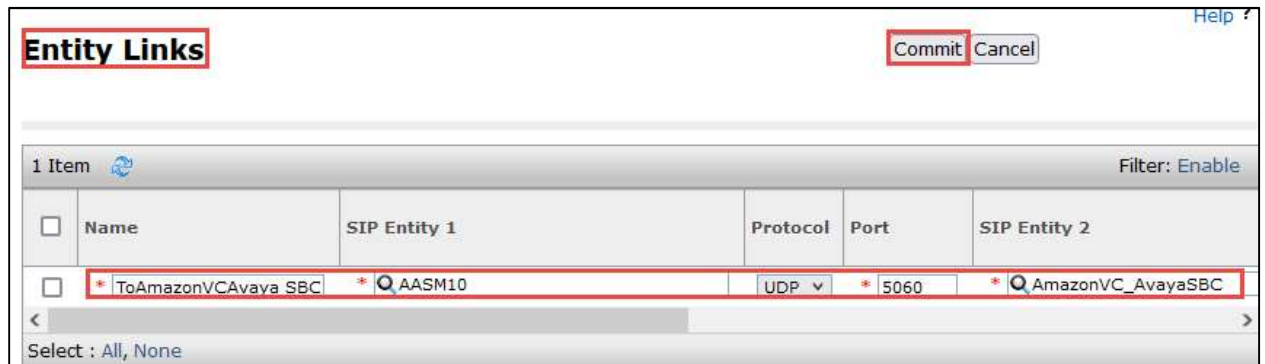 Help ?
Entity Links
Commit Cancel
1 Item Filter: Enable
Name SIP Entity 1 Protocol Port SIP Entity 2
* ToAmazonVCAvaya SBC * AASM10 UDP * 5060 * AmazonVC_AvayaSBC
Select : All, None